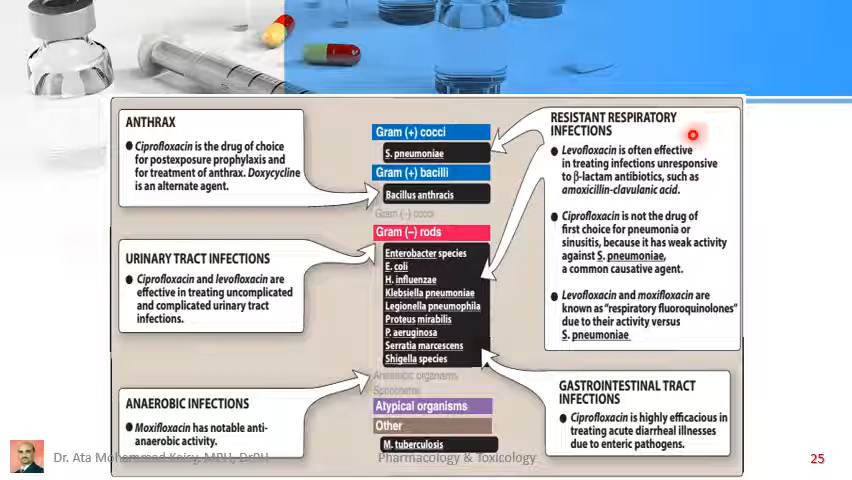 ANTHRAX
● Ciprofloxacin is the drug of choice
for postexposure prophylaxis and
for treatment of anthrax. Doxycycline
is an alternate agent.
URINARY TRACT INFECTIONS
● Ciprofloxacin and levofloxacin are
effective in treating uncomplicated
and complicated urinary tract
infections.
ANAEROBIC INFECTIONS
● Moxifloxacin has notable anti-
anaerobic activity.
Gram (+) cocci
S. pneumoniae
Gram (+) bacilli
Bacillus anthracis
Gram (–) cocci
Gram (–) rods
Enterobacter species
E. coli
H. influenzae
Klebsiella pneumoniae
Legionella pneumophila
Proteus mirabilis
P. aeruginosa
Serratia marcescens
Shigella species
Anaerobic organisms
Spirochetes
Atypical organisms
Other
M. tuberculosis
RESISTANT RESPIRATORY
INFECTIONS
● Levofloxacin is often effective
in treating infections unresponsive
to β-lactam antibiotics, such as
amoxicillin-clavulanic acid.
● Ciprofloxacin is not the drug of
first choice for pneumonia or
sinusitis, because it has weak activity
against S. pneumoniae,
a common causative agent.
● Levofloxacin and moxifloxacin are
known as "respiratory fluoroquinolones"
due to their activity versus
S. pneumoniae
GASTROINTESTINAL TRACT
INFECTIONS
● Ciprofloxacin is highly efficacious in
treating acute diarrheal illnesses
due to enteric pathogens.
Dr. Ata Mohammad Kaisy, MPH, DrPH
Pharmacology & Toxicology
25